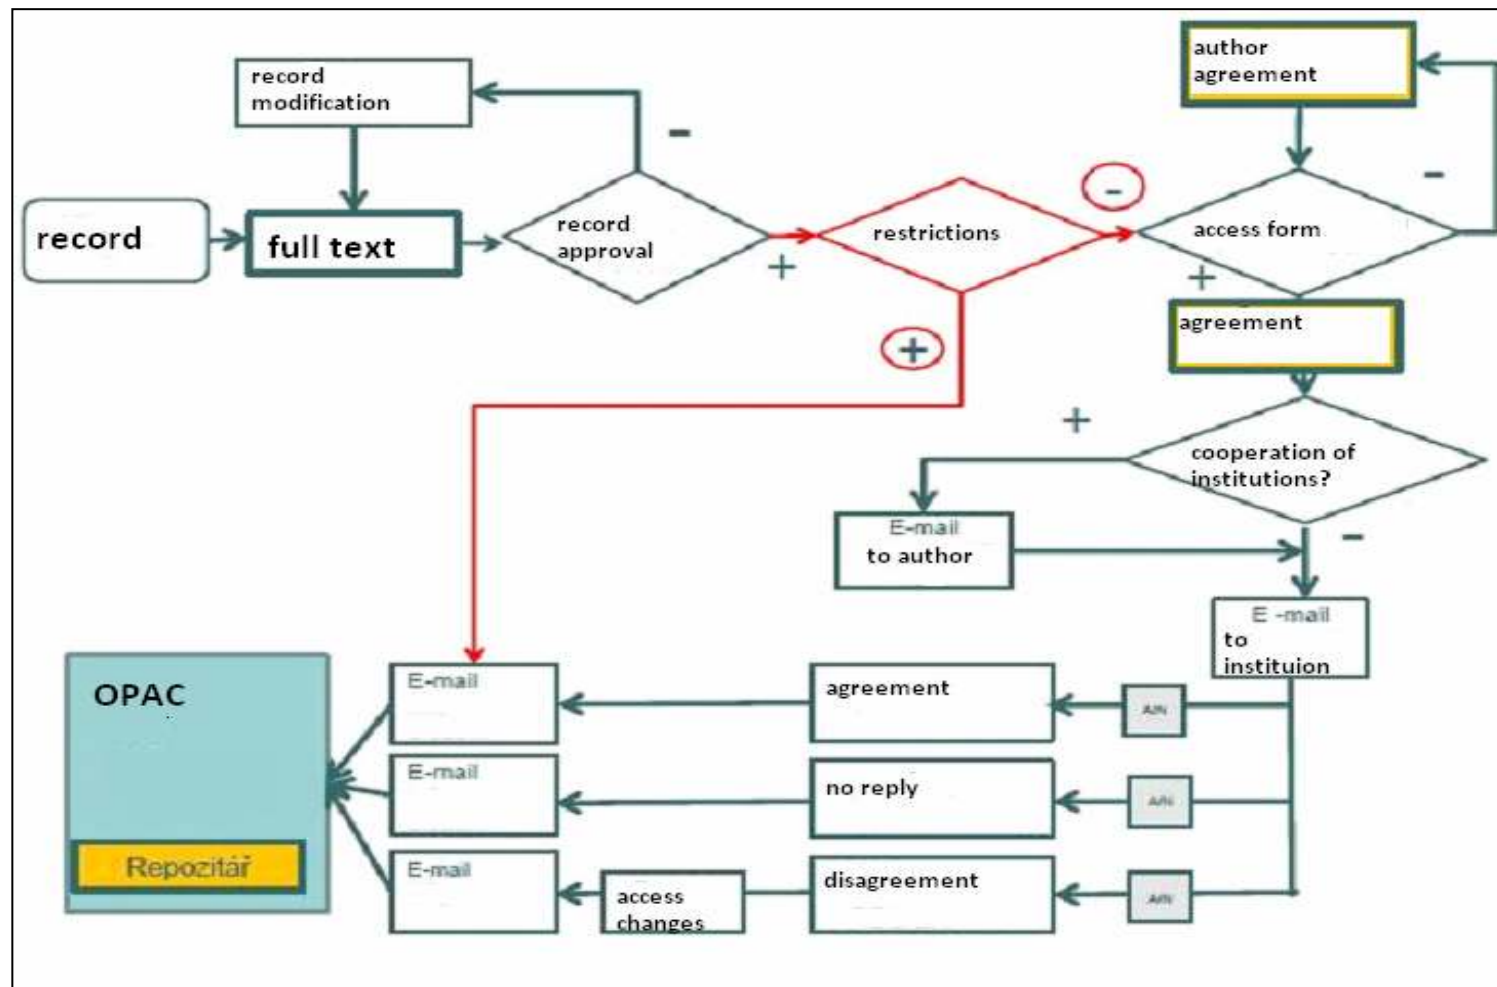 author
agreement
record
modification
-
-
-
record
full text
record
approval
restrictions
access form
+
+
+
agreement
+
cooperation of
institutions?
-
E-mail
to author
E -mail
to
instituion
OPAC
E-mail
agreement
A/N
E-mail
no reply
A/N
Repozitář
E-mail
access
changes
disagreement
A/N